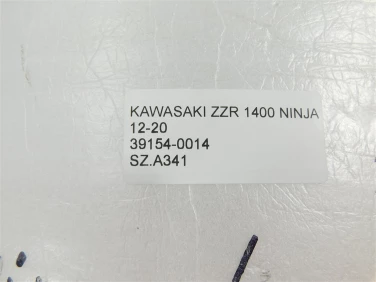 KAWASAKI ZZR 1400 NINJA
12-20
39154-0014
SZ.A341